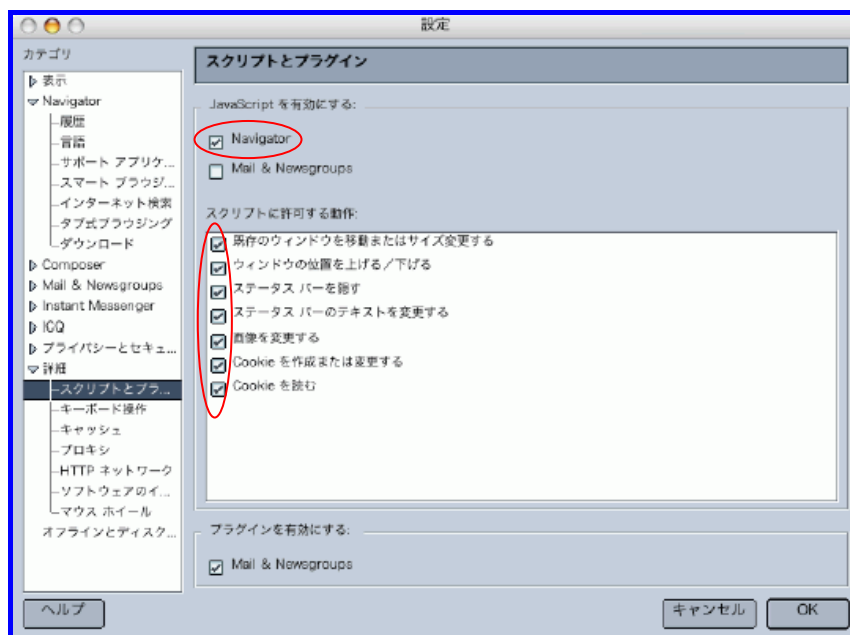 設定
カテゴリ
表示
Navigator
履歴
言語
サポート アプリケ...
スマート ブラウジ...
インターネット検索
タブ式ブラウジング
ダウンロード
Composer
Mail & Newsgroups
Instant Messenger
ICQ
プライバシーとセキュ...
詳細
スクリプトとプラ...
キーボード操作
キャッシュ
プロキシ
HTTP ネットワーク
ソフトウェアのイ...
マウス ホイール
オフラインとディスク...
スクリプトとプラグイン
JavaScript を有効にする:
Navigator
Mail & Newsgroups
スクリプトに許可する動作:
既存のウィンドウを移動またはサイズ変更する
ウィンドウの位置を上げる/下げる
ステータス バーを隠す
ステータス バーのテキストを変更する
画像を変更する
Cookie を作成または変更する
Cookie を読む
プラグインを有効にする:
Mail & Newsgroups
ヘルプ
キャンセル
OK